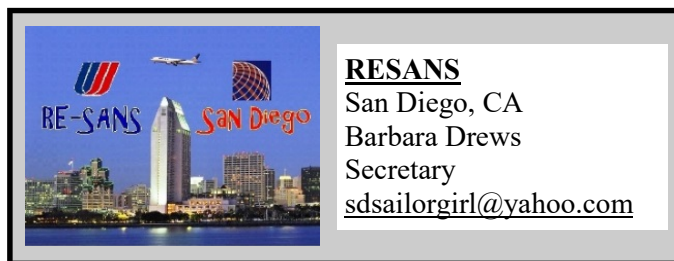 RE-SANS
San Diego
RESANS
San Diego, CA
Barbara Drews
Secretary
sdsailorgirl@yahoo.com